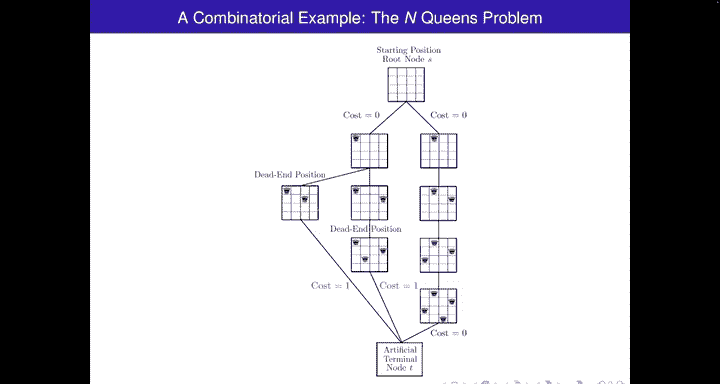 A Combinatorial Example: The N Queens Problem
Starting Position
Root Node s
Cost = 0
Cost = 0
Dead-End Position
Dead-End Position
Cost = 1
Cost = 1
Cost = 0
Artificial
Terminal
Node t